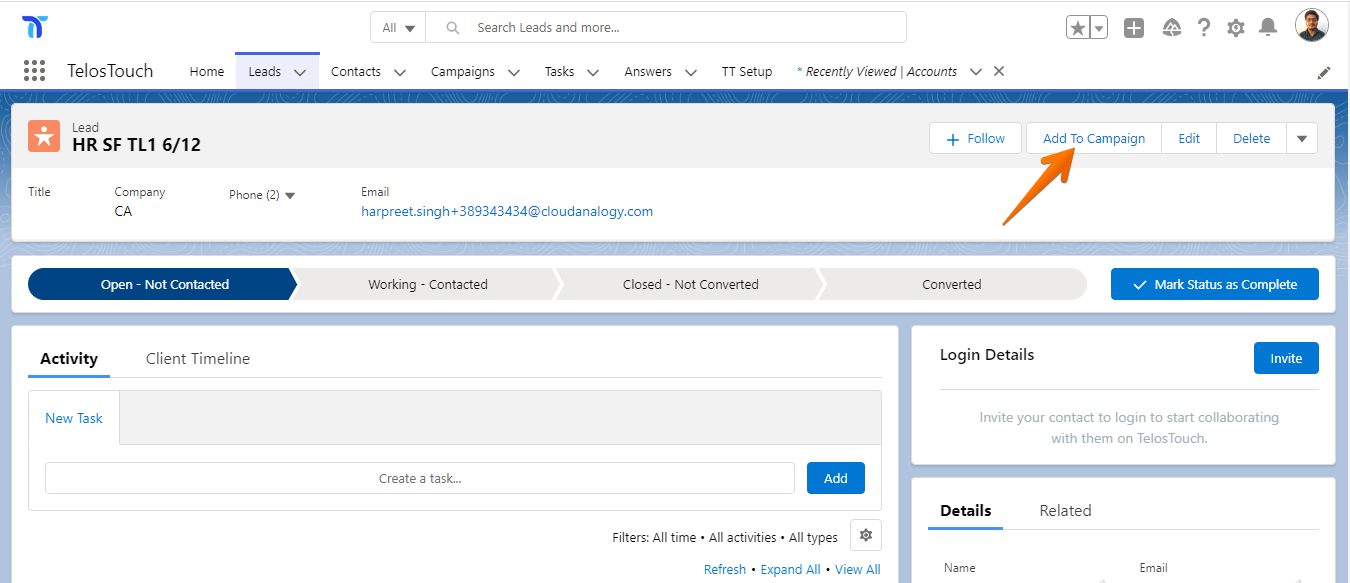 All Search Leads and more...
TelosTouch Home Leads Contacts Campaigns Tasks Answers TT Setup * Recently Viewed | Accounts
Lead
HR SF TL1 6/12
+ Follow Add To Campaign Edit Delete
Title Company Phone (2) Email
CA harpreet.singh+389343434@cloudanalogy.com
Open - Not Contacted Working - Contacted Closed - Not Converted Converted Mark Status as Complete
Activity Client Timeline
New Task
Create a task... Add
Filters: All time • All activities • All types
Refresh • Expand All • View All
Login Details Invite
Invite your contact to login to start collaborating
with them on TelosTouch.
Details Related
Name Email